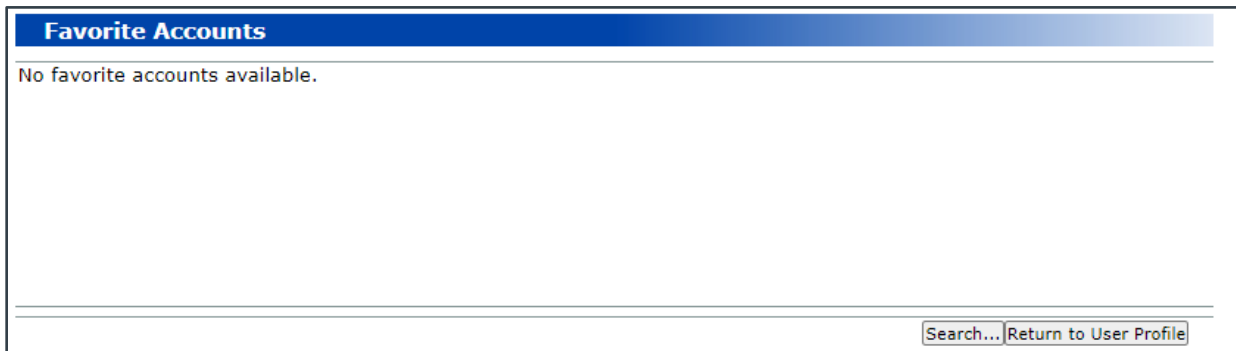 Favorite Accounts
No favorite accounts available.
Search... Return to User Profile